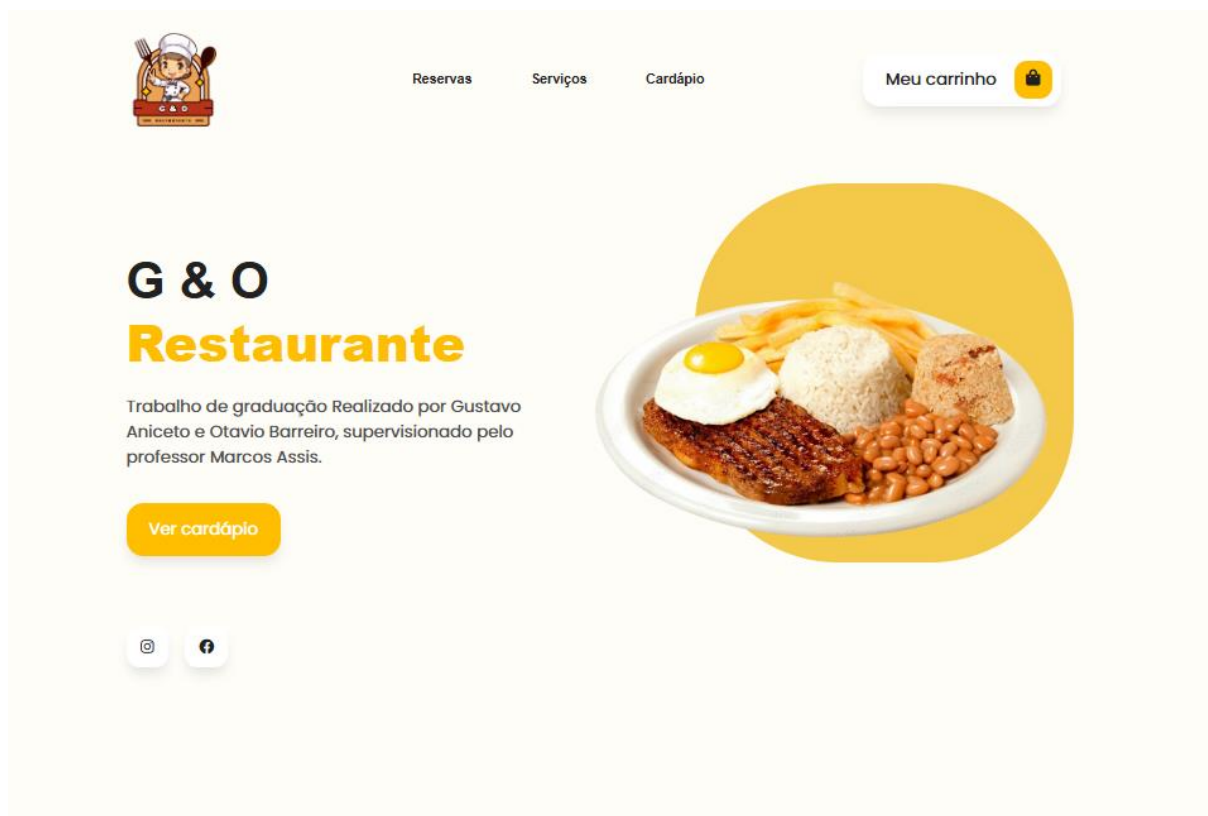 G & O
Reservas
Serviços
Cardápio
Meu carrinho
G & O
Restaurante
Trabalho de graduação Realizado por Gustavo
Aniceto e Otavio Barreiro, supervisionado pelo
professor Marcos Assis.
Ver cardápio